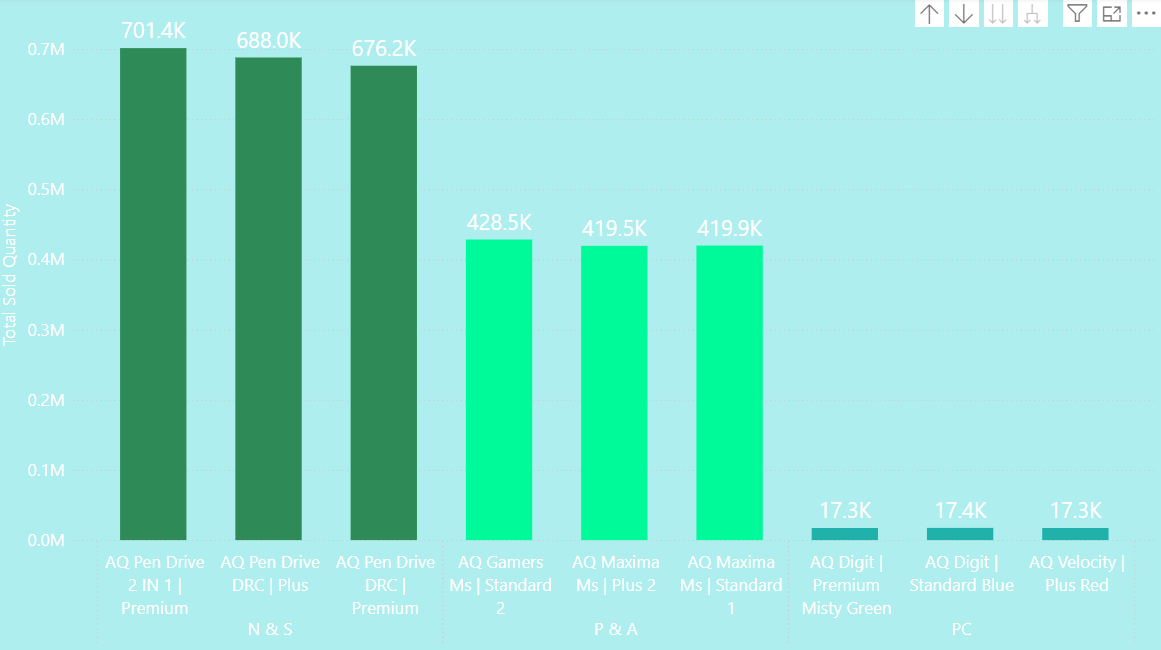 701.4K
688.0K
676.2K
428.5K
419.5K
419.9K
17.3K
17.4K
17.3K
0.7M
0.6M
0.5M
0.4M
0.3M
0.2M
0.1M
0.0M
Total Sold Quantity
AQ Pen Drive
2 IN 1 |
Premium
AQ Pen Drive
DRC | Plus
AQ Pen Drive
DRC |
Premium
AQ Gamers
Ms | Standard
2
AQ Maxima
Ms | Plus 2
AQ Maxima
Ms | Standard
1
AQ Digit |
Premium
Misty Green
AQ Digit |
Standard Blue
AQ Velocity |
Plus Red
N & S
P & A
PC